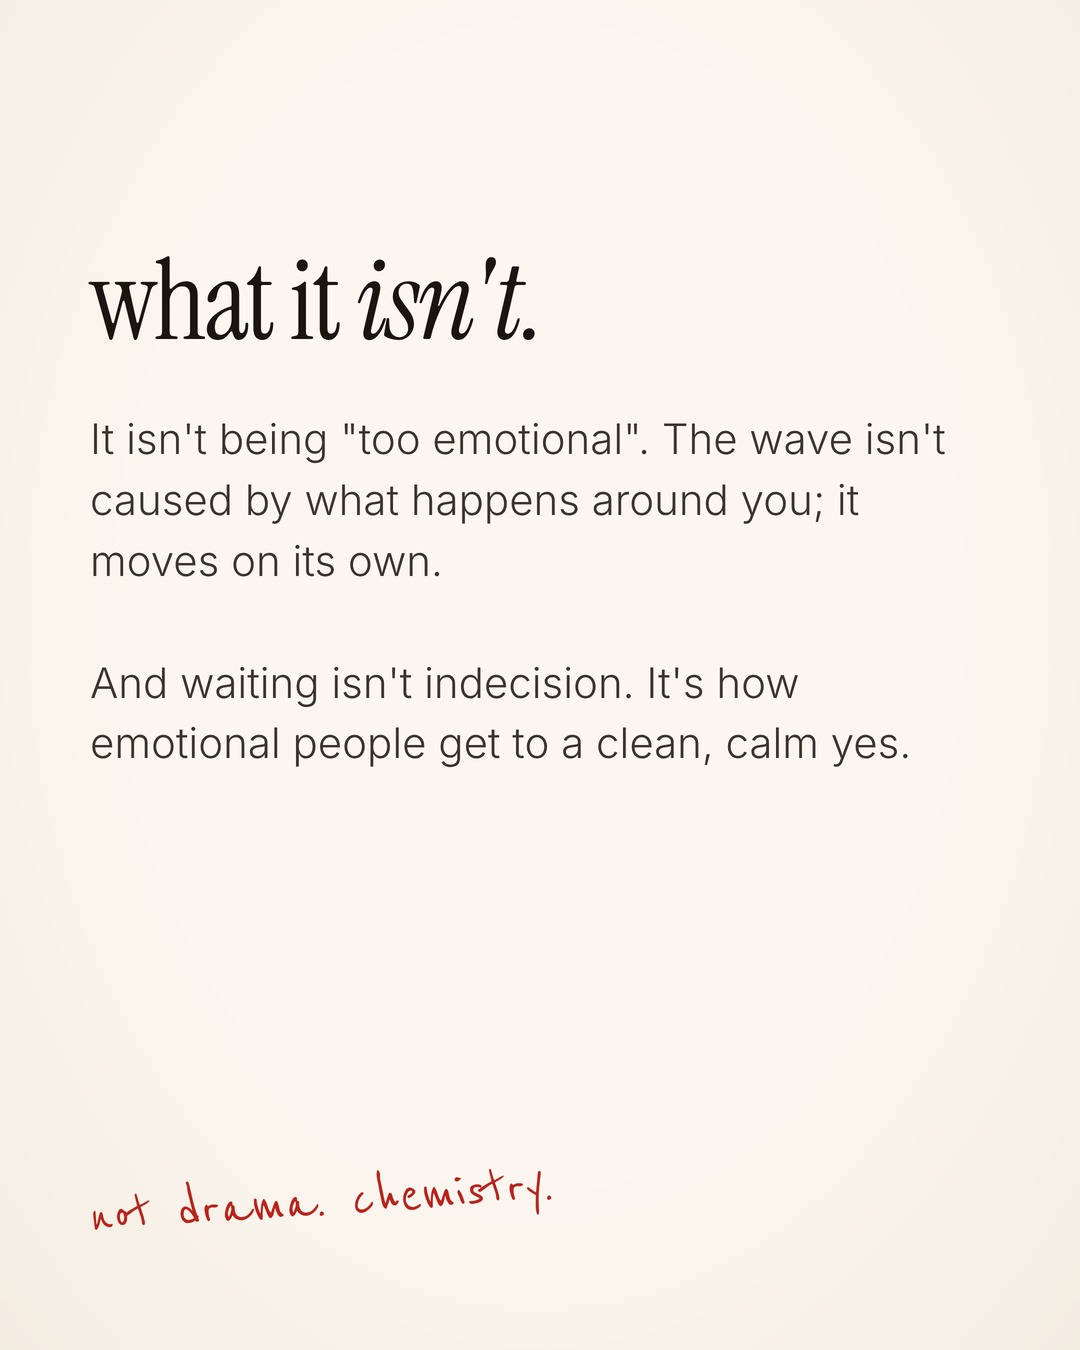 what it isn't.
It isn't being "too emotional". The wave isn't
caused by what happens around you; it
moves on its own.
And waiting isn't indecision. It's how
emotional people get to a clean, calm yes.
not drama. chemistry.